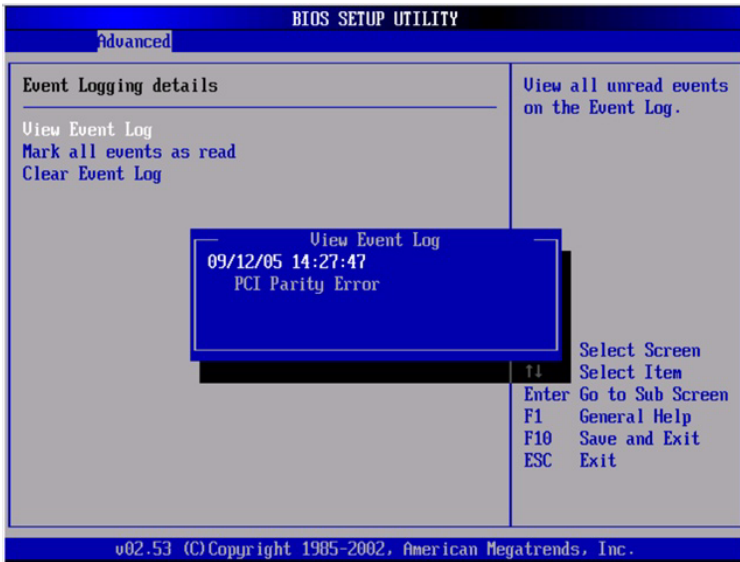 BIOS SETUP UTILITY
Advanced
Event Logging details
View Event Log
Mark all events as read
Clear Event Log
View all unread events
on the Event Log.
View Event Log
09/12/05 14:27:47
PCI Parity Error
Select Screen
↑↓ Select Item
Enter Go to Sub Screen
F1 General Help
F10 Save and Exit
ESC Exit
v02.53 (C)Copyright 1985-2002, American Megatrends, Inc.